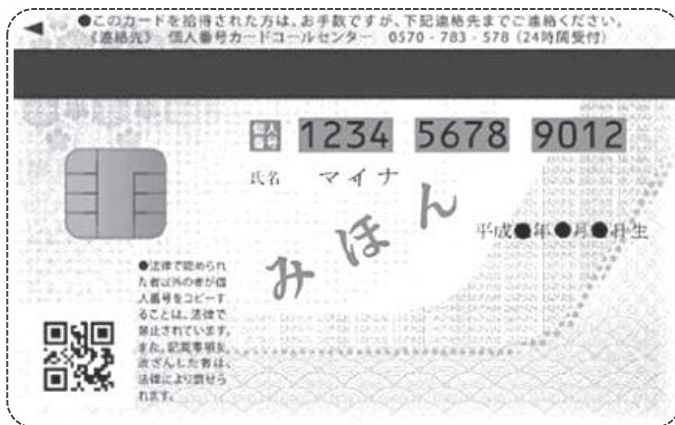 ●このカードを拾得された方は、お手数ですが、下記連絡先までご連絡ください。
《連絡先》 個人番号カードコールセンター 0570-783-578（24時間受付）
個人番号 1234 5678 9012
氏名 マイナ
みほん
平成●年●月●日生
●法律で認められ
た者以外の者が個
人番号をコピーす
ることは、法律で
禁止されています。
また、記載事項を
改ざんした者は、
法律により罰せら
れます。